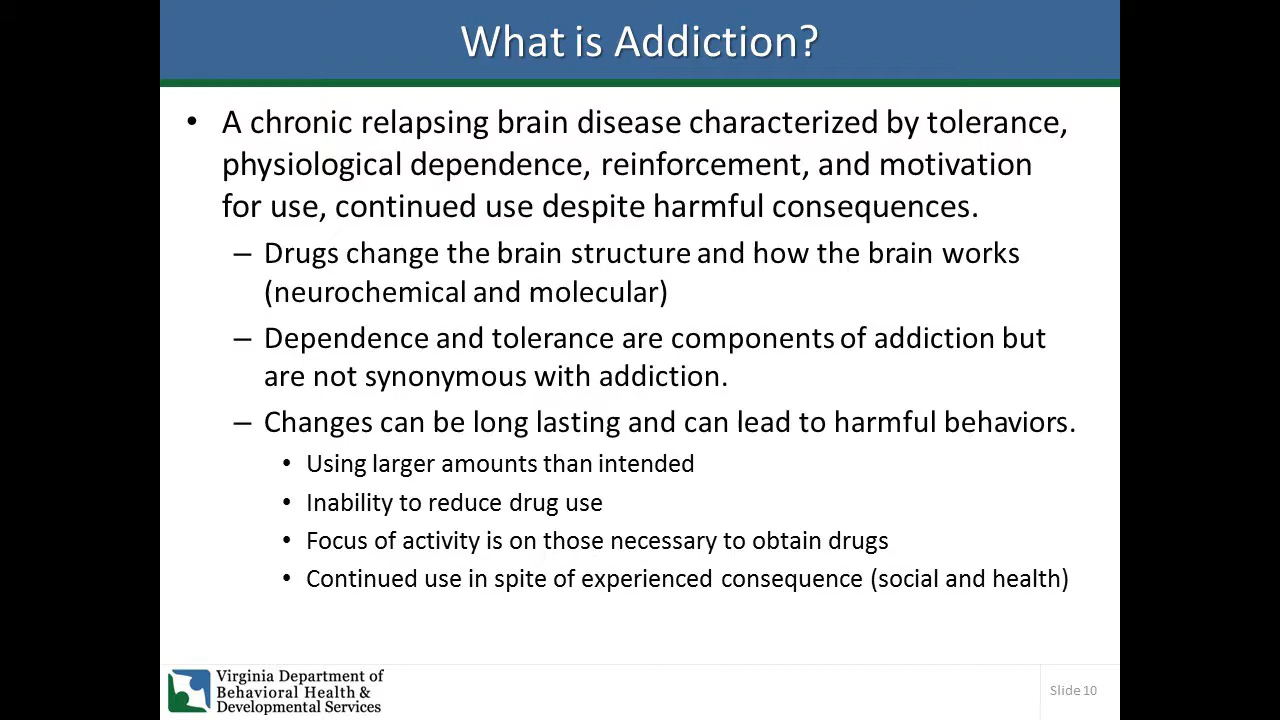 What is Addiction?
• A chronic relapsing brain disease characterized by tolerance,
physiological dependence, reinforcement, and motivation
for use, continued use despite harmful consequences.
– Drugs change the brain structure and how the brain works
(neurochemical and molecular)
– Dependence and tolerance are components of addiction but
are not synonymous with addiction.
– Changes can be long lasting and can lead to harmful behaviors.
• Using larger amounts than intended
• Inability to reduce drug use
• Focus of activity is on those necessary to obtain drugs
• Continued use in spite of experienced consequence (social and health)
Virginia Department of
Behavioral Health &
Developmental Services
Slide 10